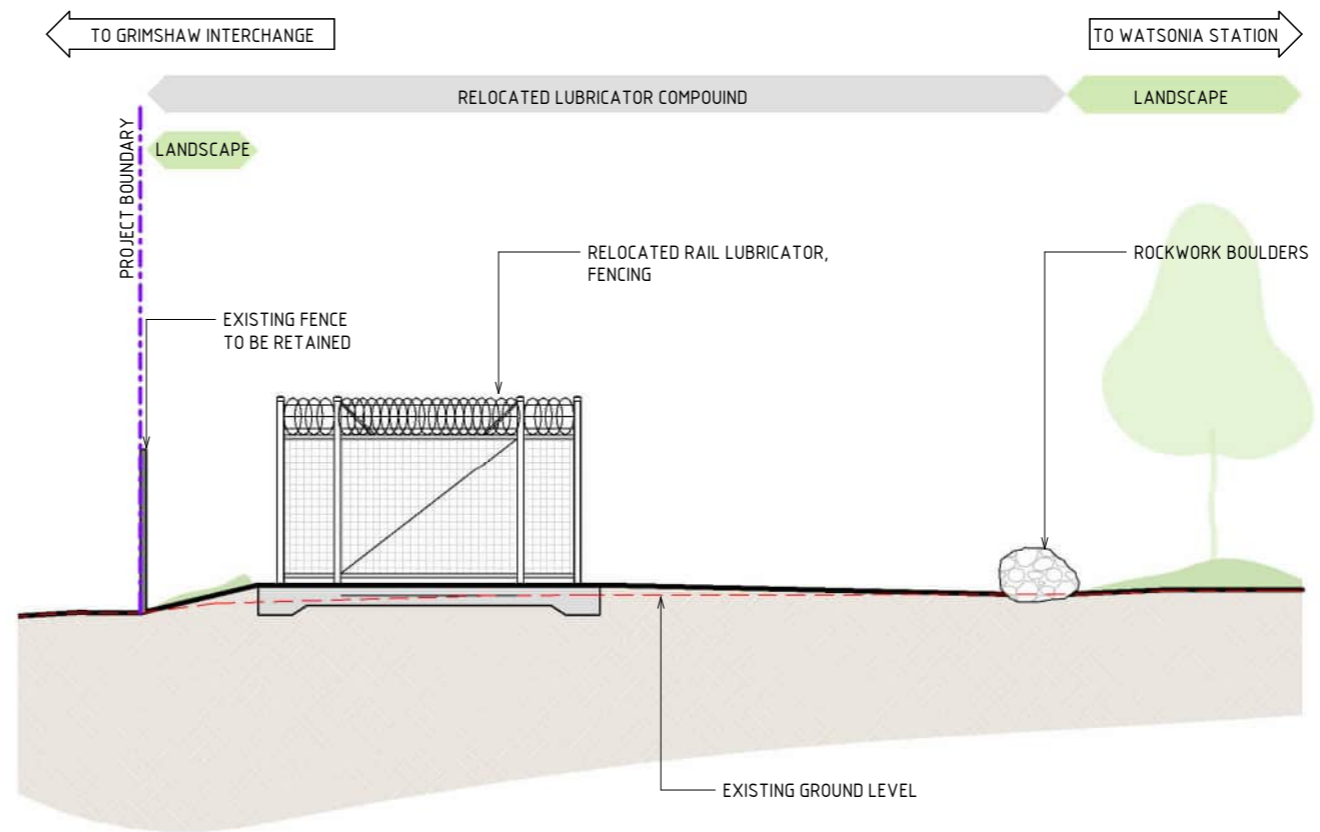 TO GRIMSHAW INTERCHANGE
TO WATSONIA STATION
RELOCATED LUBRICATOR COMPOUIND
LANDSCAPE
LANDSCAPE
PROJECT BOUNDARY
RELOCATED RAIL LUBRICATOR,
FENCING
ROCKWORK BOULDERS
EXISTING FENCE
TO BE RETAINED
EXISTING GROUND LEVEL